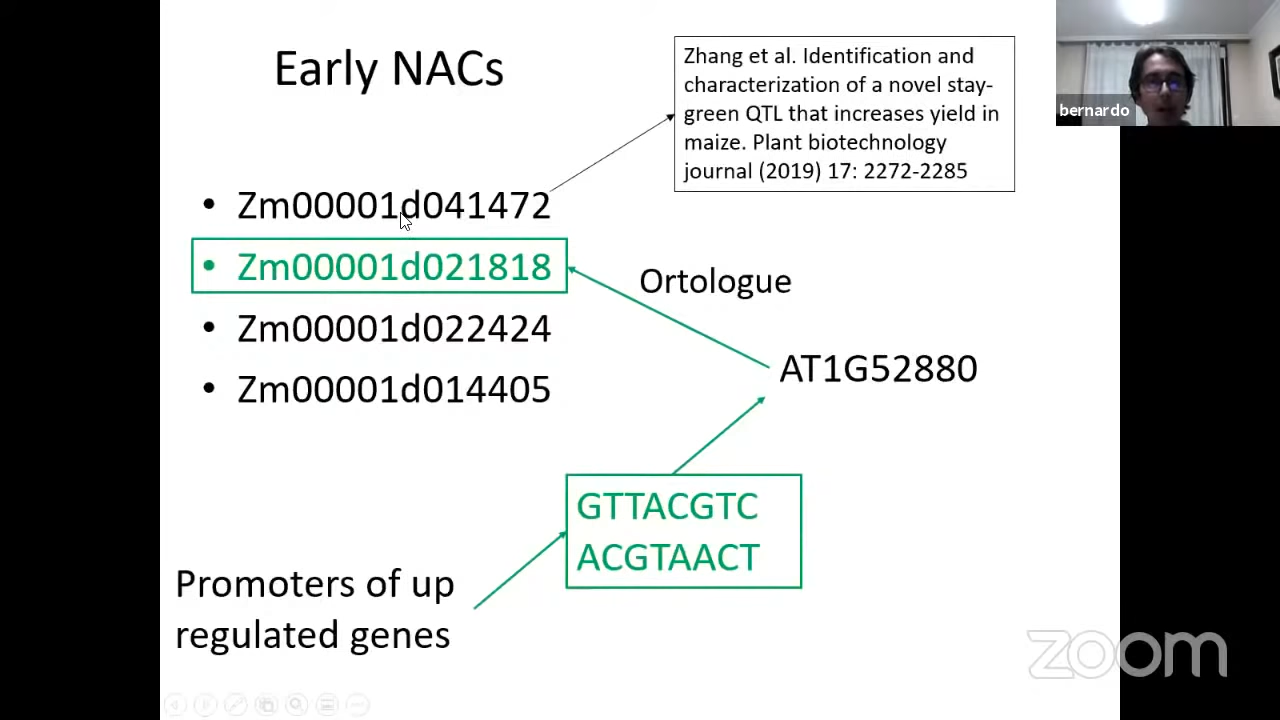 Early NACs
Zhang et al. Identification and
characterization of a novel stay-
green QTL that increases yield in
maize. Plant biotechnology
journal (2019) 17: 2272-2285
bernardo
• Zm00001d041472
• Zm00001d021818
• Zm00001d022424
• Zm00001d014405
Ortologue
AT1G52880
GTTACGTC
ACGTAACT
Promoters of up
regulated genes
zoom